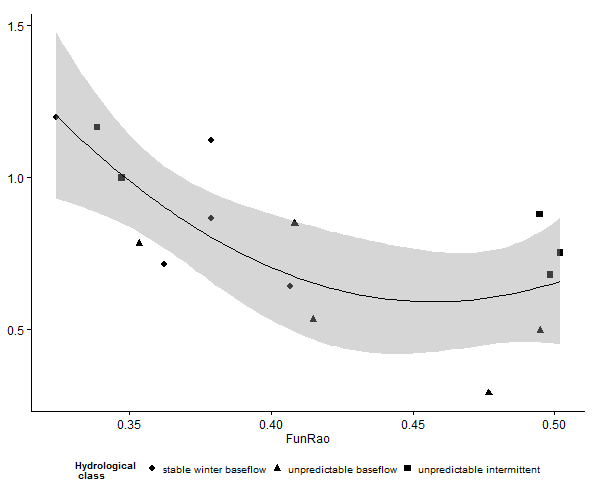 1.5
1.0
0.5
0.35 0.40 0.45 0.50
FunRao
Hydrological
class
stable winter baseflow unpredictable baseflow unpredictable intermittent